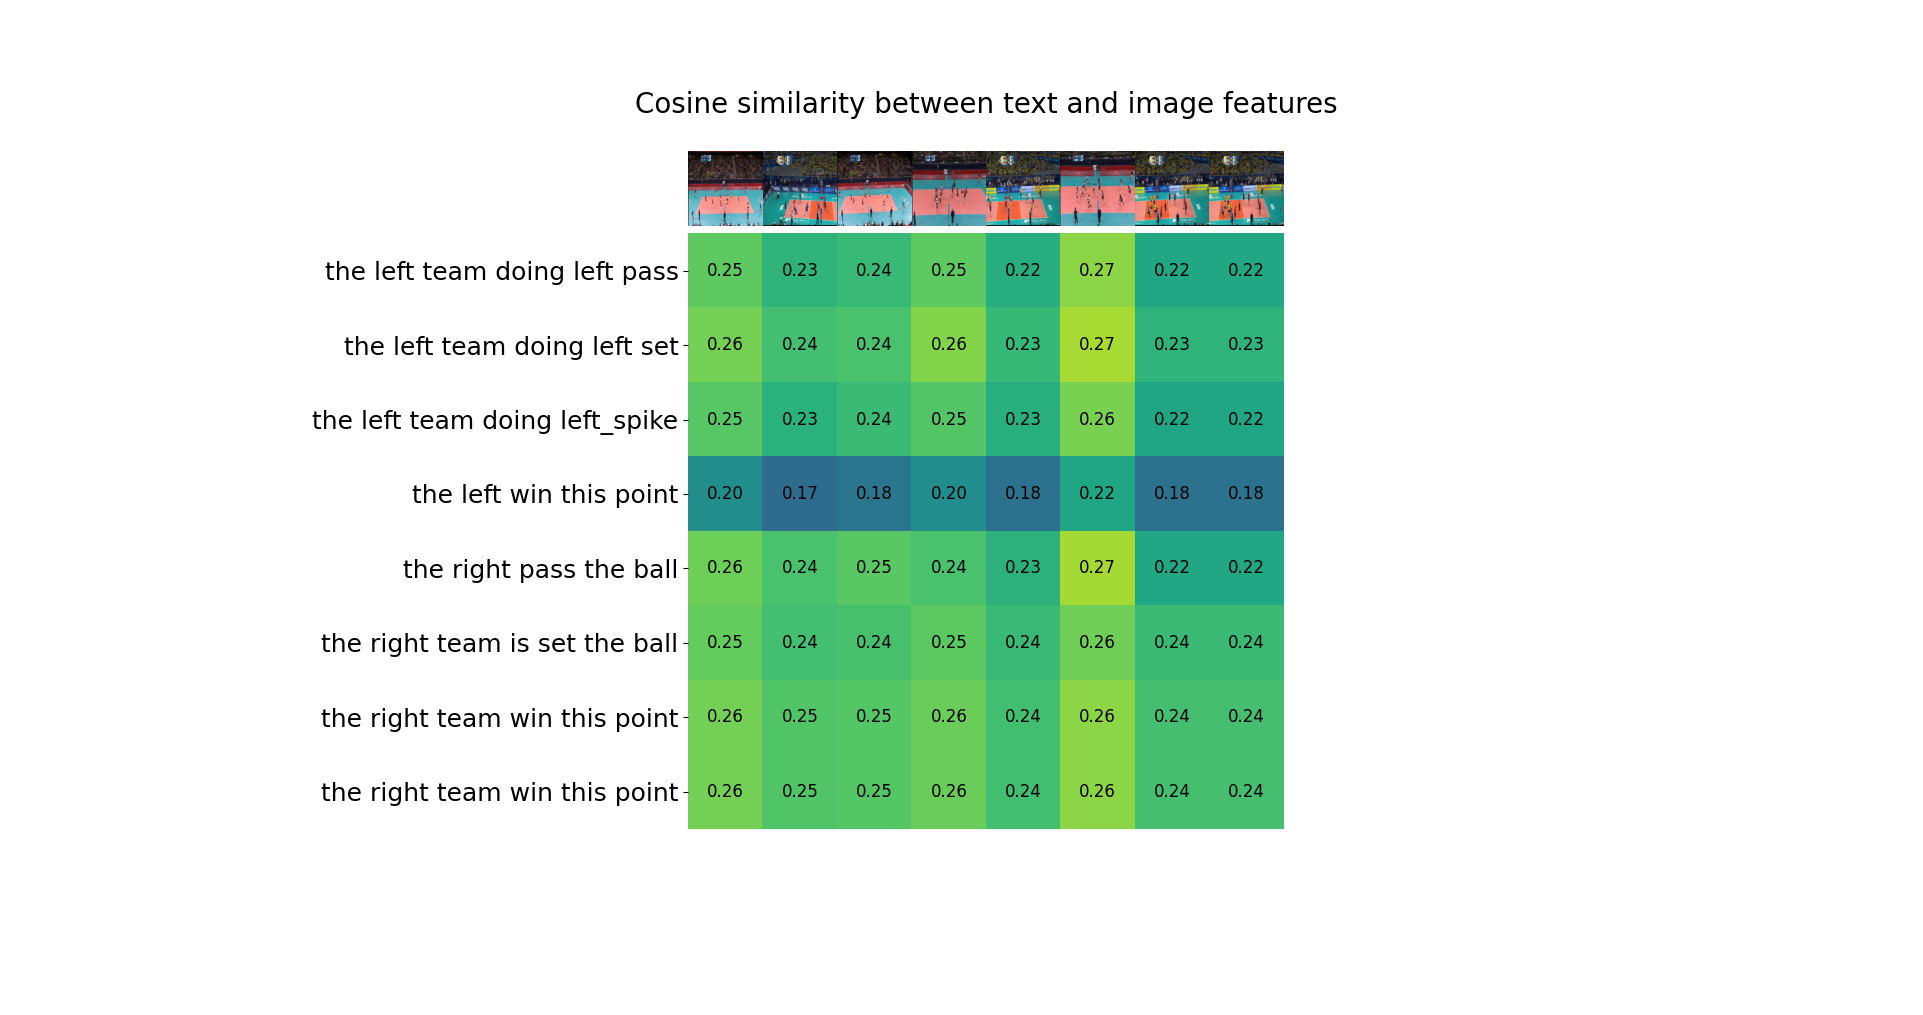 Cosine similarity between text and image features
the left team doing left pass 0.25 0.23 0.24 0.25 0.22 0.27 0.22 0.22
the left team doing left set 0.26 0.24 0.24 0.26 0.23 0.27 0.23 0.23
the left team doing left_spike 0.25 0.23 0.24 0.25 0.23 0.26 0.22 0.22
the left win this point 0.20 0.17 0.18 0.20 0.18 0.22 0.18 0.18
the right pass the ball 0.26 0.24 0.25 0.24 0.23 0.27 0.22 0.22
the right team is set the ball 0.25 0.24 0.24 0.25 0.24 0.26 0.24 0.24
the right team win this point 0.26 0.25 0.25 0.26 0.24 0.26 0.24 0.24
the right team win this point 0.26 0.25 0.25 0.26 0.24 0.26 0.24 0.24